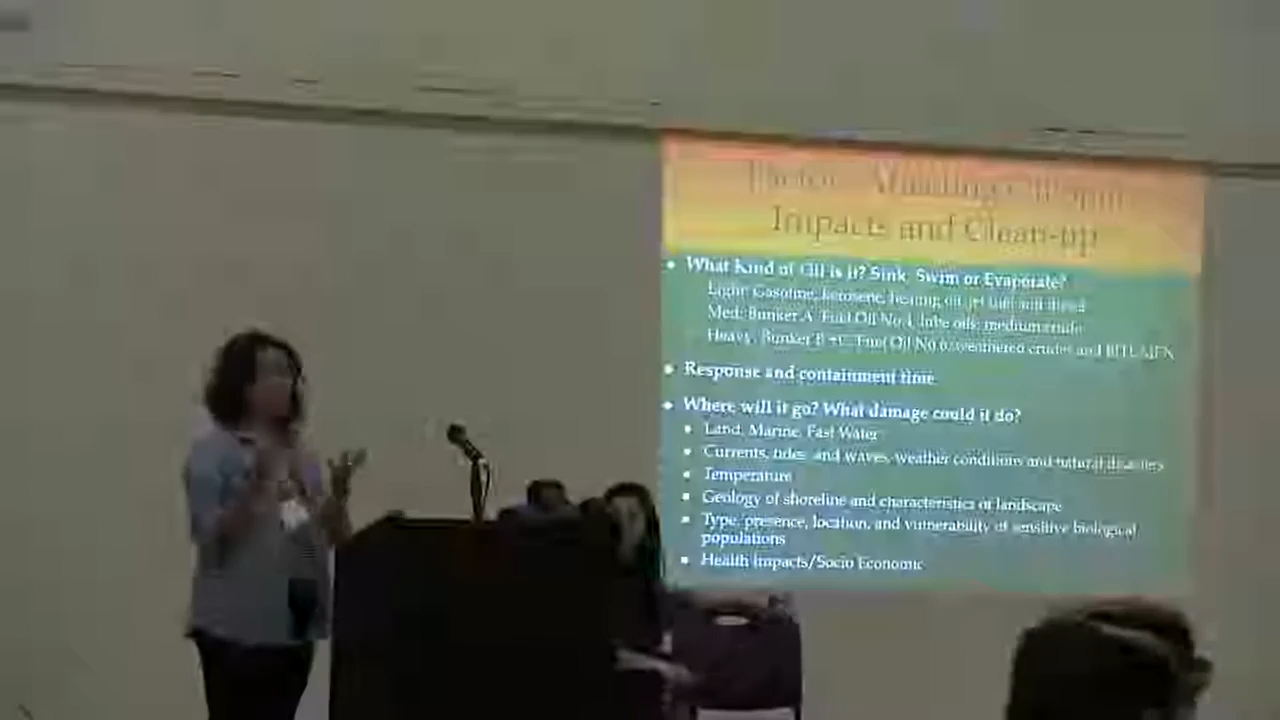 Impacts and Clean-up
• What Kind of Oil is it? Sink, Swim or Evaporate?
Light: Gasoline, kerosene, heating oil, jet fuel and diesel
Med: Bunker A, Fuel Oil No.4, lube oils, medium crude
Heavy: Bunker B Fuel Oil No.6, weathered crudes and BITUMEN
• Response and containment time
• Where will it go? What damage could it do?
• Land, Marine, Fast Water
• Currents, tides, and waves, weather conditions and natural disasters
• Temperature
• Geology of shoreline and characteristics of landscape
• Type, presence, location, and vulnerability of sensitive biological
populations
• Health Impacts/Socio Economic